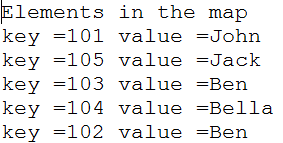 Elements in the map
key =101 value =John
key =105 value =Jack
key =103 value =Ben
key =104 value =Bella
key =102 value =Ben